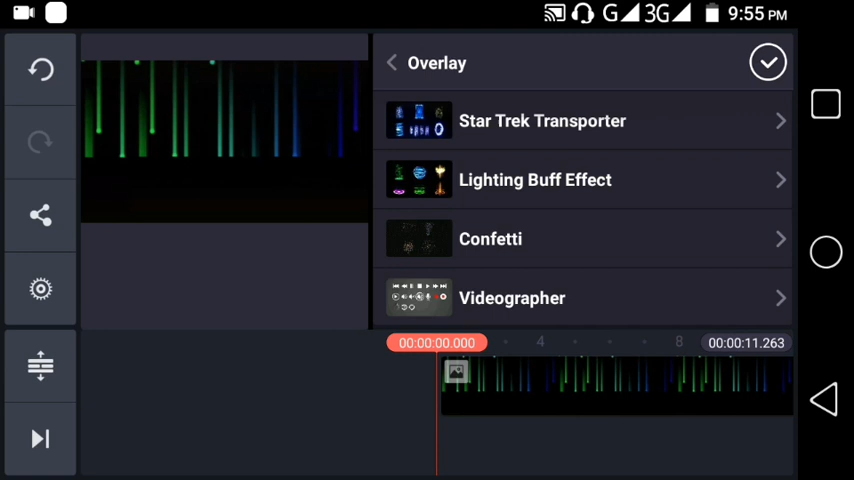 G 3G 9:55 PM
Overlay
Star Trek Transporter
Lighting Buff Effect
Confetti
Videographer
00:00:00.000 4 8 00:00:11.263